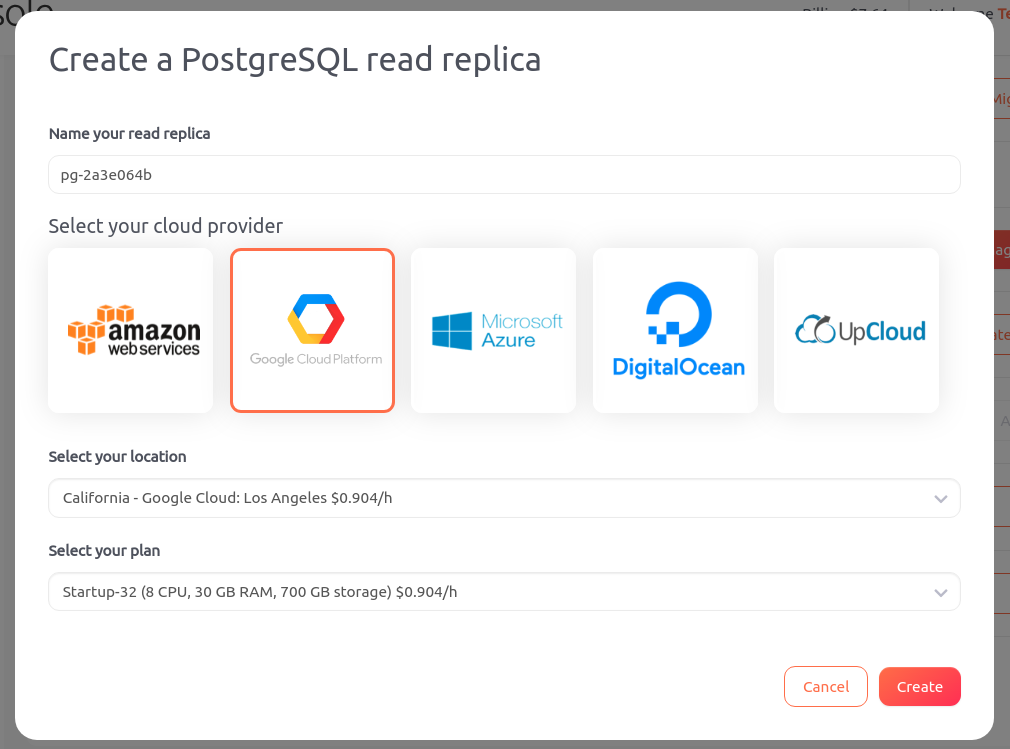 Create a PostgreSQL read replica
Name your read replica
pg-2a3e064b
Select your cloud provider
amazon
web services
Google Cloud Platform
Microsoft
Azure
DigitalOcean
UpCloud
Select your location
California - Google Cloud: Los Angeles $0.904/h
Select your plan
Startup-32 (8 CPU, 30 GB RAM, 700 GB storage) $0.904/h
Cancel
Create